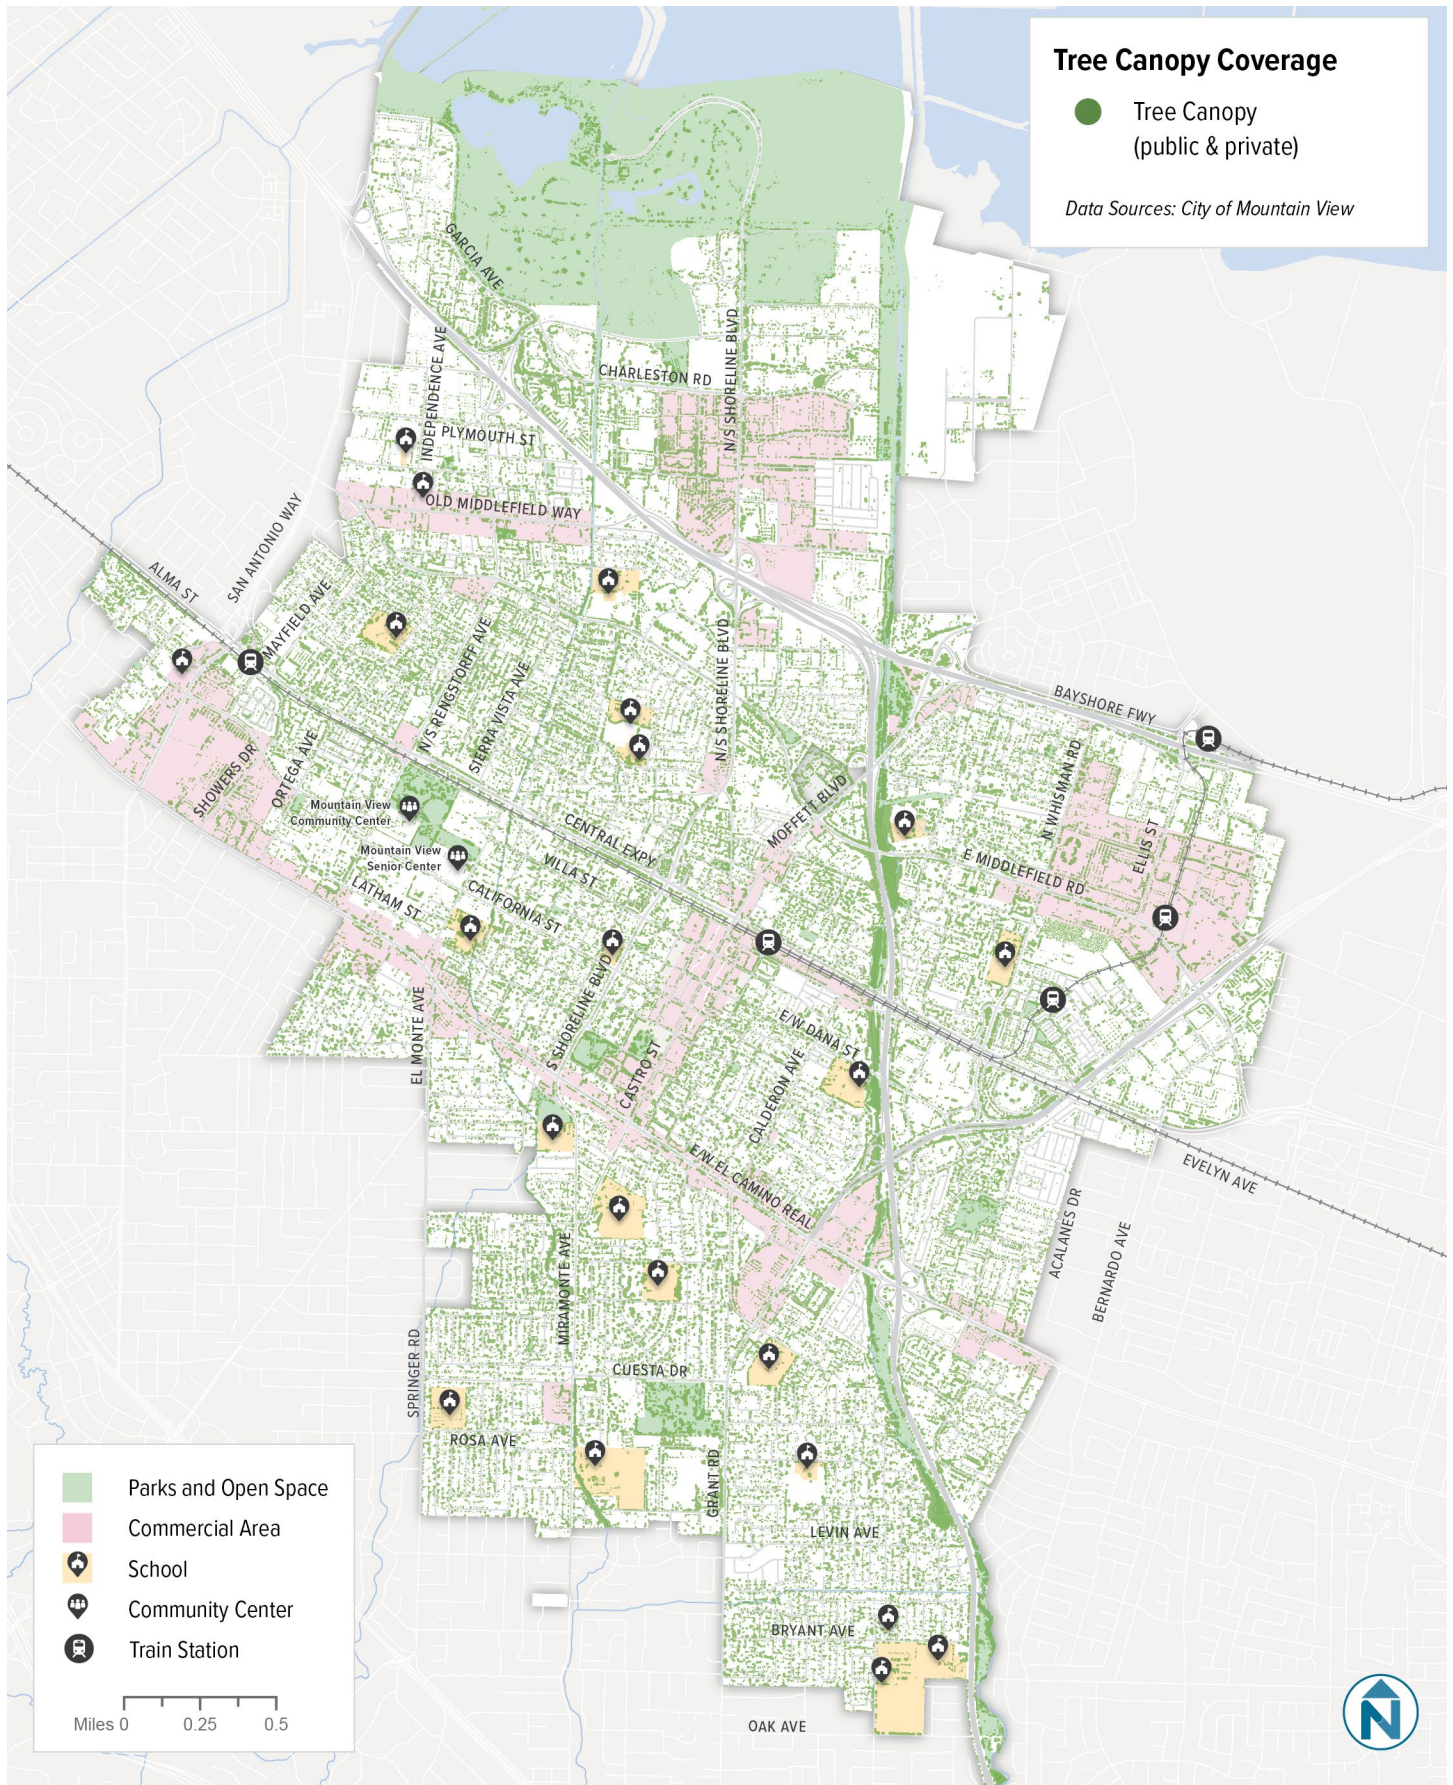 Tree Canopy Coverage
Tree Canopy
(public & private)
Data Sources: City of Mountain View
GARCIA AVE
INDEPENDENCE AVE
N/S SHORELINE BLVD
CHARLESTON RD
PLYMOUTH ST
OLD MIDDLEFIELD WAY
SAN ANTONIO WAY
ALMA ST
MAYFIELD AVE
N/S RENGSTORFF AVE
SIERRA VISTA AVE
N/S SHORELINE BLVD
BAYSHORE FWY
N WHISMAN RD
SHOWERS DR
ORTEGA AVE
MOFFETT BLVD
Mountain View
Community Center
CENTRAL EXPY
ELLIS ST
Mountain View
Senior Center
VILLA ST
E MIDDLEFIELD RD
LATHAM ST
CALIFORNIA ST
S SHORELINE BLVD
EL MONTE AVE
E/W DANA ST
CASTRO ST
CALDERON AVE
E/W EL CAMINO REAL
EVELYN AVE
ACALANES DR
BERNARDO AVE
MIRAMONTE AVE
SPRINGER RD
CUESTA DR
ROSA AVE
GRANT RD
LEVIN AVE
BRYANT AVE
OAK AVE
Parks and Open Space
Commercial Area
School
Community Center
Train Station
Miles 0 0.25 0.5
N